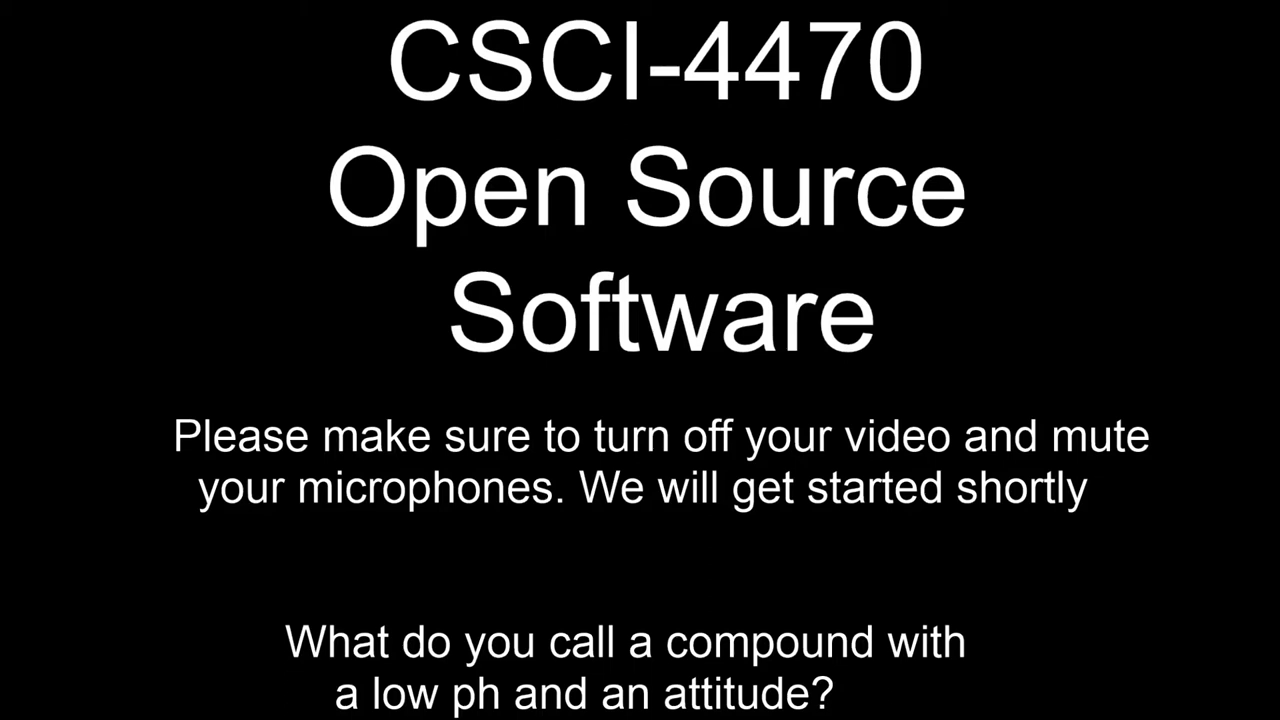 CSCI-4470
Open Source
Software
Please make sure to turn off your video and mute
your microphones. We will get started shortly
What do you call a compound with
a low ph and an attitude?